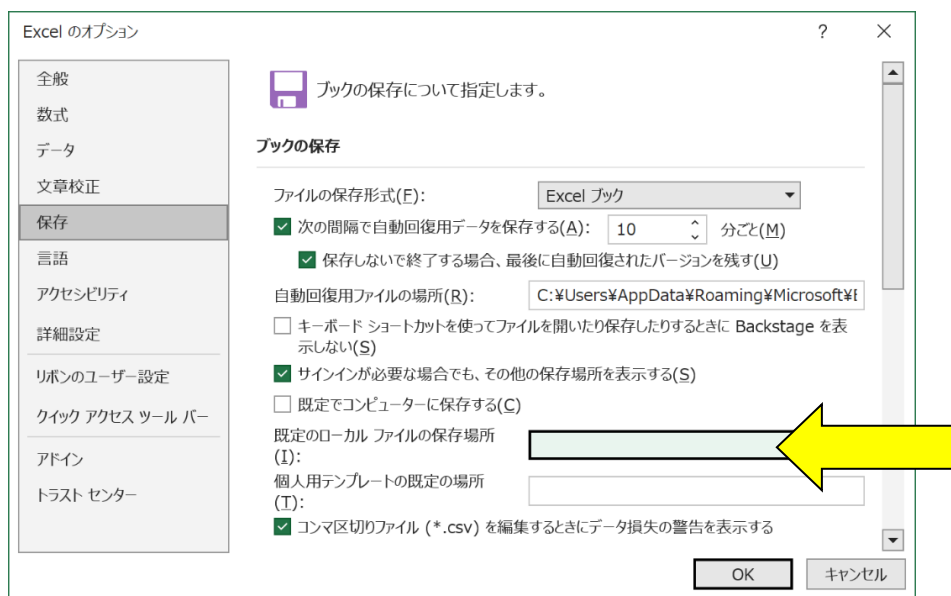 Excel のオプション
?
全般
数式
データ
文章校正
保存
言語
アクセシビリティ
詳細設定
リボンのユーザー設定
クイック アクセス ツール バー
アドイン
トラスト センター
ブックの保存について指定します。
ブックの保存
ファイルの保存形式(F):
Excel ブック
次の間隔で自動回復用データを保存する(A):
10
分ごと(M)
保存しないで終了する場合、最後に自動回復されたバージョンを残す(U)
自動回復用ファイルの場所(R):
C:¥Users¥AppData¥Roaming¥Microsoft¥E
キーボード ショートカットを使ってファイルを開いたり保存したりするときに Backstage を表
示しない(S)
サインインが必要な場合でも、その他の保存場所を表示する(S)
既定でコンピューターに保存する(C)
既定のローカル ファイルの保存場所
(I):
個人用テンプレートの既定の場所
(T):
コンマ区切りファイル (*.csv) を編集するときにデータ損失の警告を表示する
OK
キャンセル